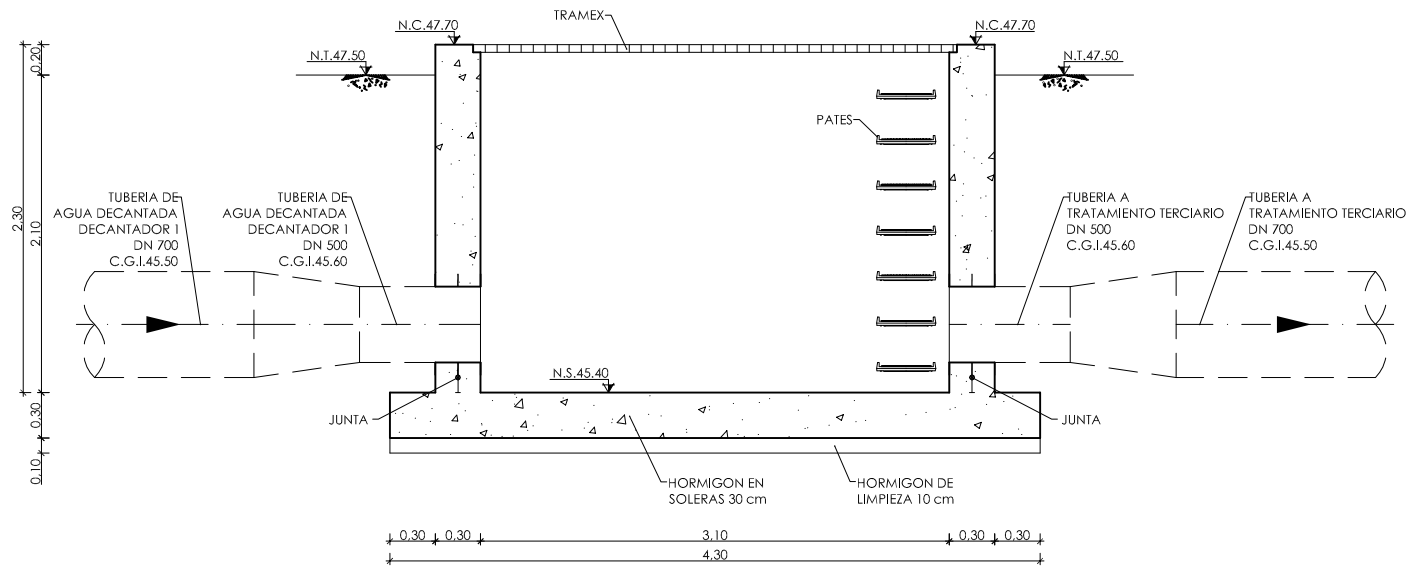 TRAMEX
N.C.47.70
N.C.47.70
N.T.47.50
N.T.47.50
0,20
2,30
2,10
PATES
TUBERIA DE
AGUA DECANTADA
DECANTADOR 1
DN 700
C.G.I.45.50
TUBERIA DE
AGUA DECANTADA
DECANTADOR 1
DN 500
C.G.I.45.60
TUBERIA A
TRATAMIENTO TERCIARIO
DN 500
C.G.I.45.60
TUBERIA A
TRATAMIENTO TERCIARIO
DN 700
C.G.I.45.50
N.S.45.40
JUNTA
JUNTA
0,30
0,10
HORMIGON EN
SOLERAS 30 cm
HORMIGON DE
LIMPIEZA 10 cm
0,30 0,30 3,10 0,30 0,30
4,30